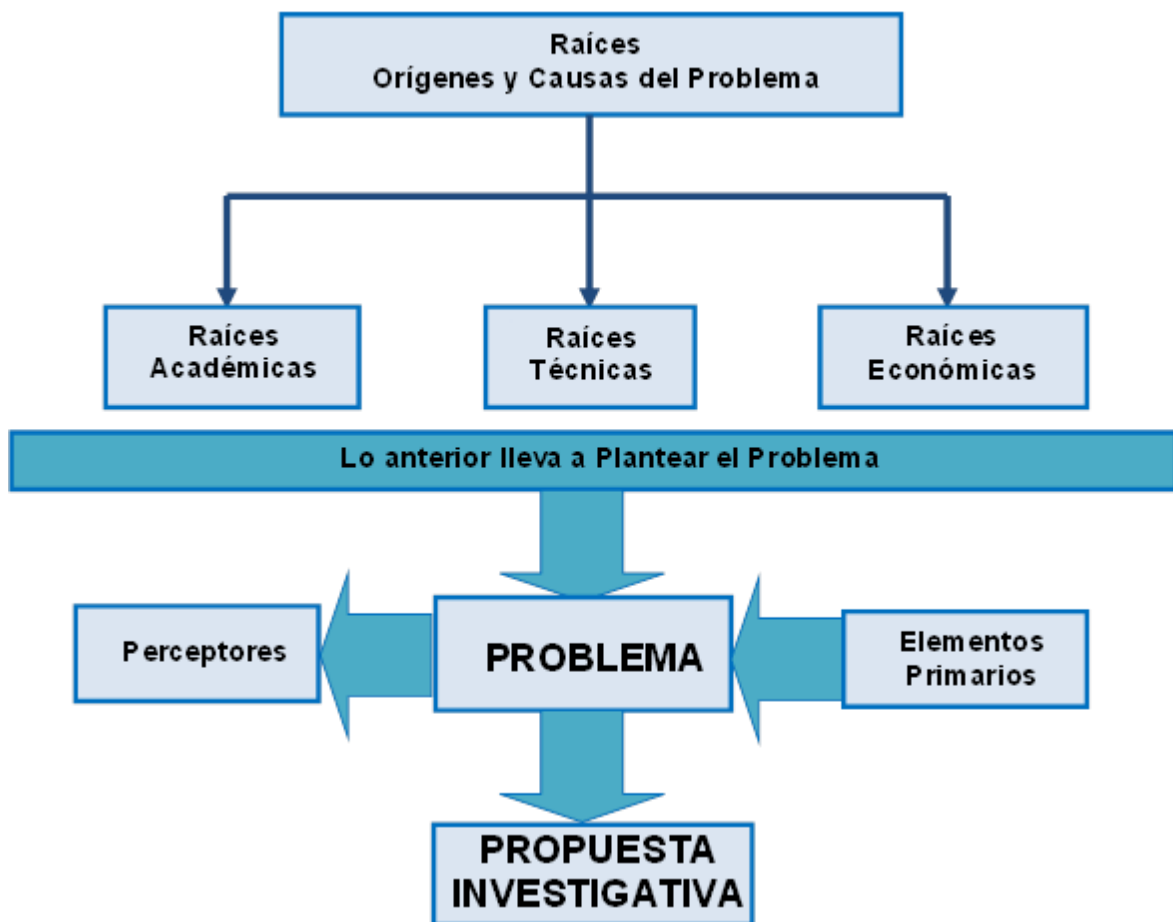 Raíces
Orígenes y Causas del Problema
Raíces
Académicas
Raíces
Técnicas
Raíces
Económicas
Lo anterior lleva a Plantear el Problema
Perceptores
PROBLEMA
Elementos
Primarios
PROPUESTA
INVESTIGATIVA